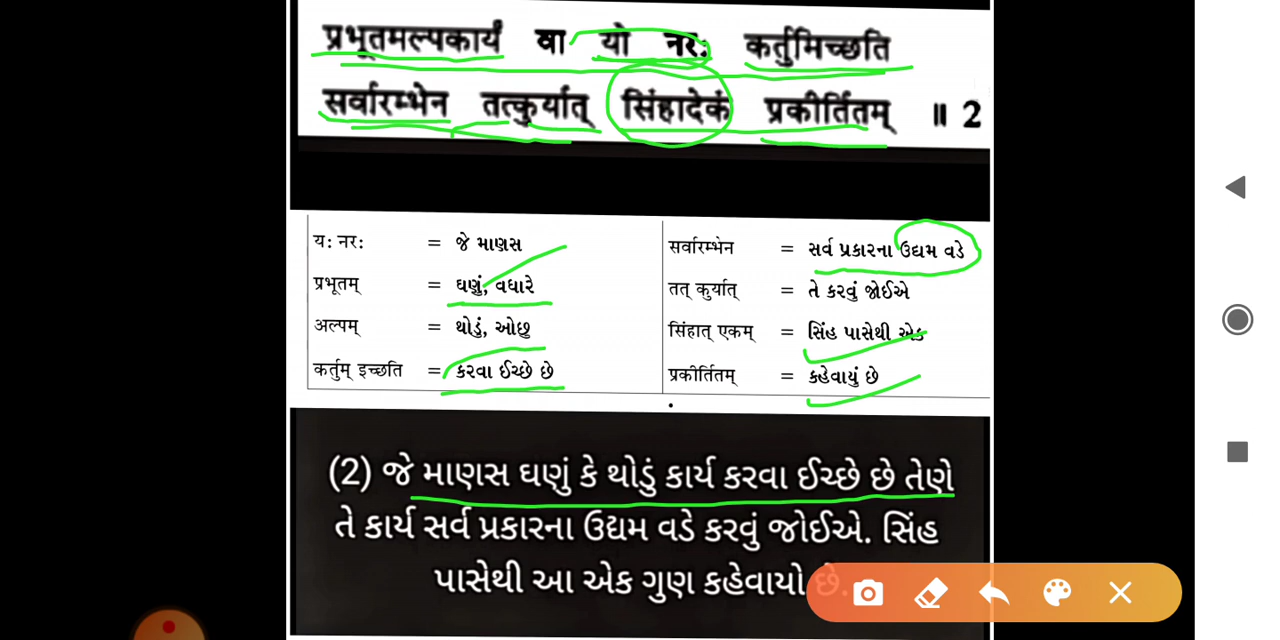 प्रभूतमल्पकार्यं वा यो नरः कर्तुमिच्छति
सर्वारम्भेन तत्कुर्यात् सिंहादेकं प्रकीर्तितम् ॥ 2
यः नरः = જે માણસ
प्रभूतम् = ઘણું, વધારે
अल्पम् = થોડું, ઓછુ
कर्तुम् इच्छति = કરવા ઈચ્છે છે
सर्वारम्भेन = સર્વ પ્રકારના ઉદ્યમ વડે
तत् कुर्यात् = તે કરવું જોઈએ
सिंहात् एकम् = સિંહ પાસેથી એક
प्रकीर्तितम् = કહેવાયું છે
(2) જે માણસ ઘણું કે થોડું કાર્ય કરવા ઈચ્છે છે તેણે
તે કાર્ય સર્વ પ્રકારના ઉદ્યમ વડે કરવું જોઈએ. સિંહ
પાસેથી આ એક ગુણ કહેવાયો છે.